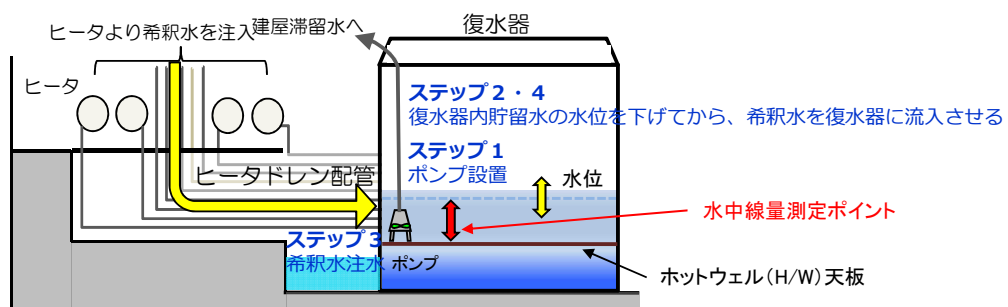 復水器
ヒータより希釈水を注入
建屋滞留水へ
ヒータ
ステップ2・4
復水器内貯留水の水位を下げてから、希釈水を復水器に流入させる
ステップ1
ポンプ設置
ヒータドレン配管
水位
水中線量測定ポイント
ステップ3
希釈水注水
ポンプ
ホットウェル(H/W)天板